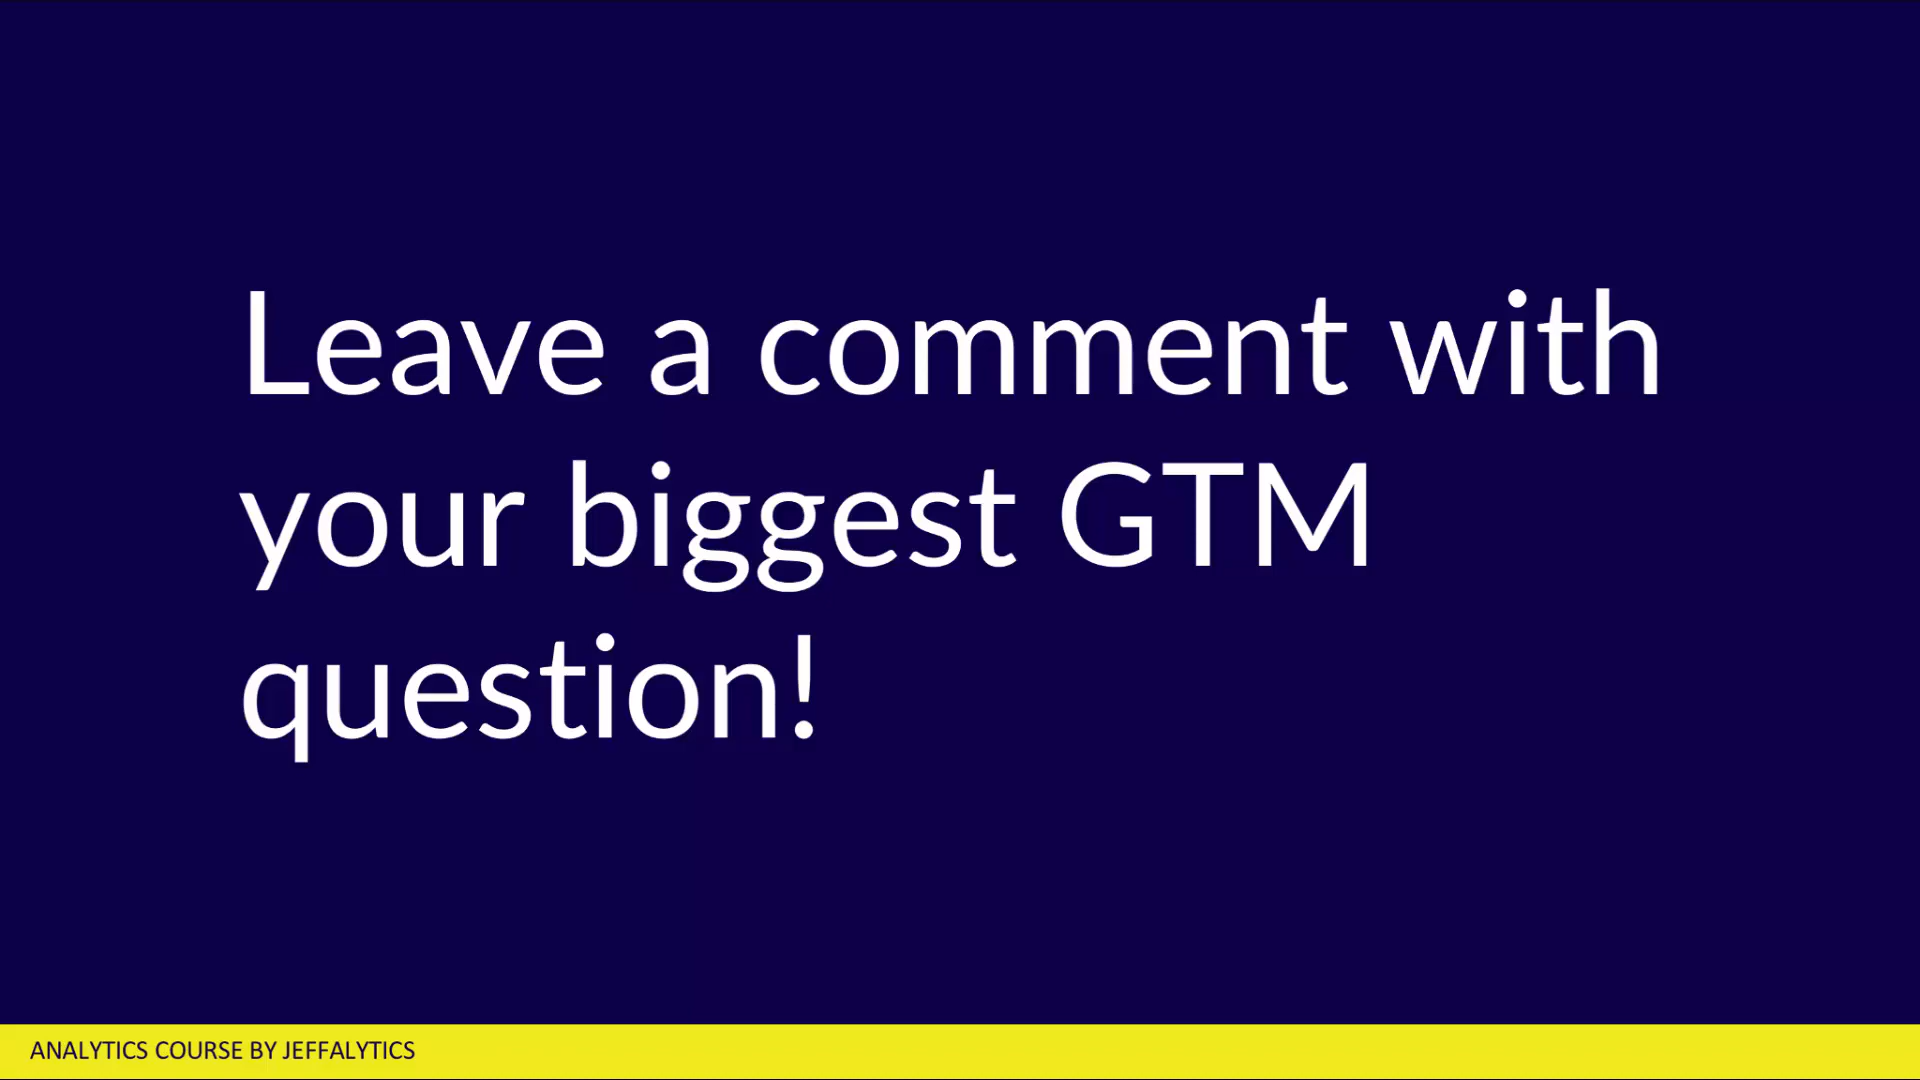 Leave a comment with
your biggest GTM
question!
ANALYTICS COURSE BY JEFFALYTICS